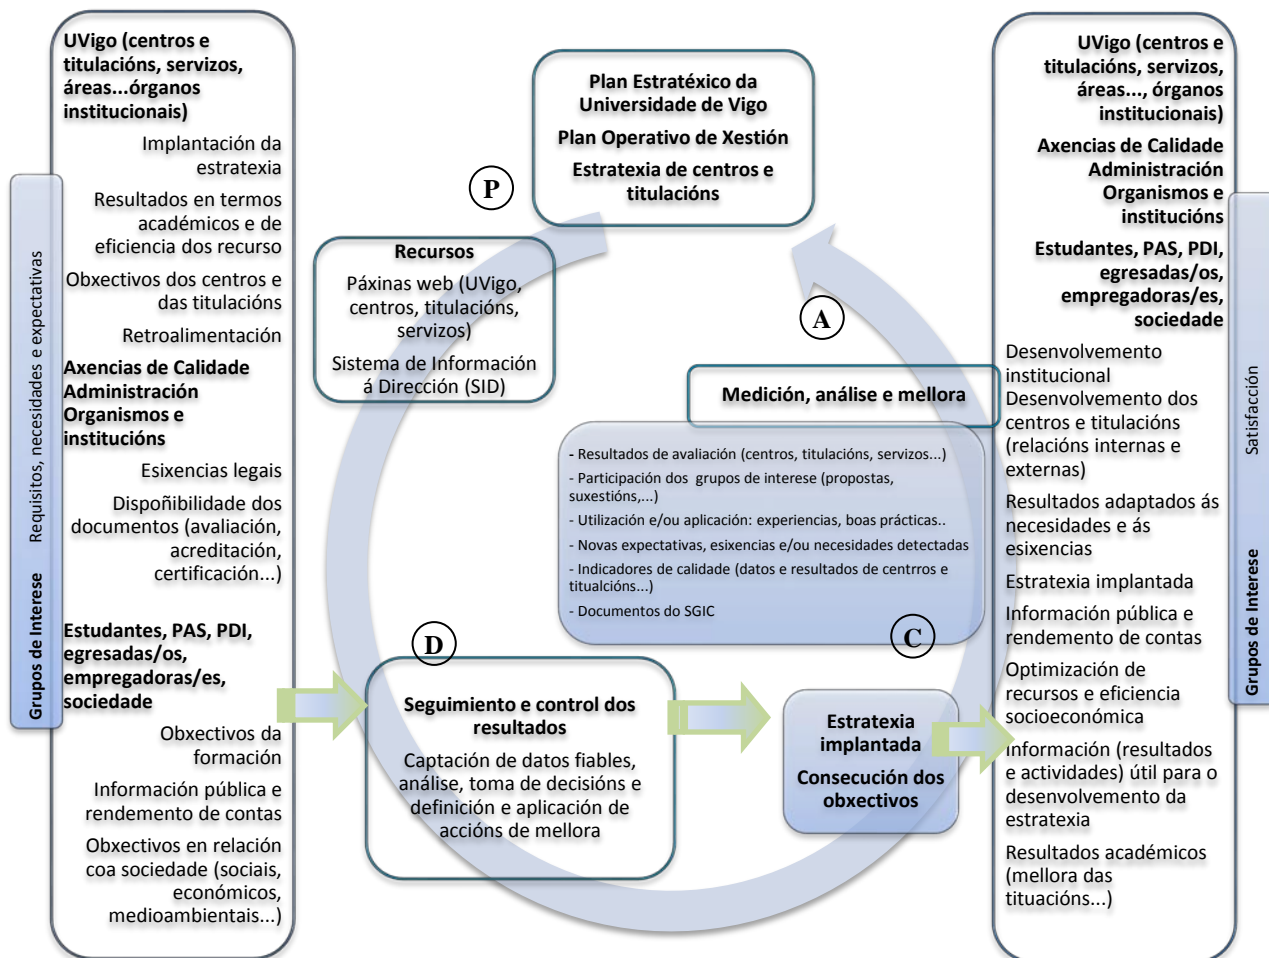 UVigo (centros e
titulacións, servizos,
áreas...órganos
institucionais)
Implantación da
estratexia
Resultados en termos
académicos e de
eficiencia dos recurso
Obxectivos dos centros e
das titulacións
Retroalimentación
Axencias de Calidade
Administración
Organismos e
institucións
Esixencias legais
Dispoñibilidade dos
documentos (avaliación,
acreditación,
certificación...)
Estudantes, PAS, PDI,
egresadas/os,
empregadoras/es,
sociedade
Obxectivos da
formación
Información pública e
rendemento de contas
Obxectivos en relación
coa sociedade (sociais,
económicos,
medioambientais...)
Grupos de Interese
Requisitos, necesidades e expectativas
Plan Estratéxico da
Universidade de Vigo
Plan Operativo de Xestión
Estratexia de centros e
titulacións
P
Recursos
Páxinas web (UVigo,
centros, titulacións,
servizos)
Sistema de Información
á Dirección (SID)
A
Medición, análise e mellora
- Resultados de avaliación (centros, titulacións, servizos...)
- Participación dos grupos de interese (propostas,
suxestións,...)
- Utilización e/ou aplicación: experiencias, boas prácticas..
- Novas expectativas, esixencias e/ou necesidades detectadas
- Indicadores de calidade (datos e resultados de centrros e
titualcións...)
- Documentos do SGIC
D
Seguimiento e control dos
resultados
Captación de datos fiables,
análise, toma de decisións e
definición e aplicación de
accións de mellora
C
Estratexia
implantada
Consecución dos
obxectivos
UVigo (centros e
titulacións, servizos,
áreas..., órganos
institucionais)
Axencias de Calidade
Administración
Organismos e
institucións
Estudantes, PAS, PDI,
egresadas/os,
empregadoras/es,
sociedade
Desenvolvemento
institucional
Desenvolvemento dos
centros e titulacións
(relacións internas e
externas)
Resultados adaptados ás
necesidades e ás
esixencias
Estratexia implantada
Información pública e
rendemento de contas
Optimización de
recursos e eficiencia
socioeconómica
Información (resultados
e actividades) útil para o
desenvolvemento da
estratexia
Resultados académicos
(mellora das
tituacións...)
Grupos de Interese
Satisfacción